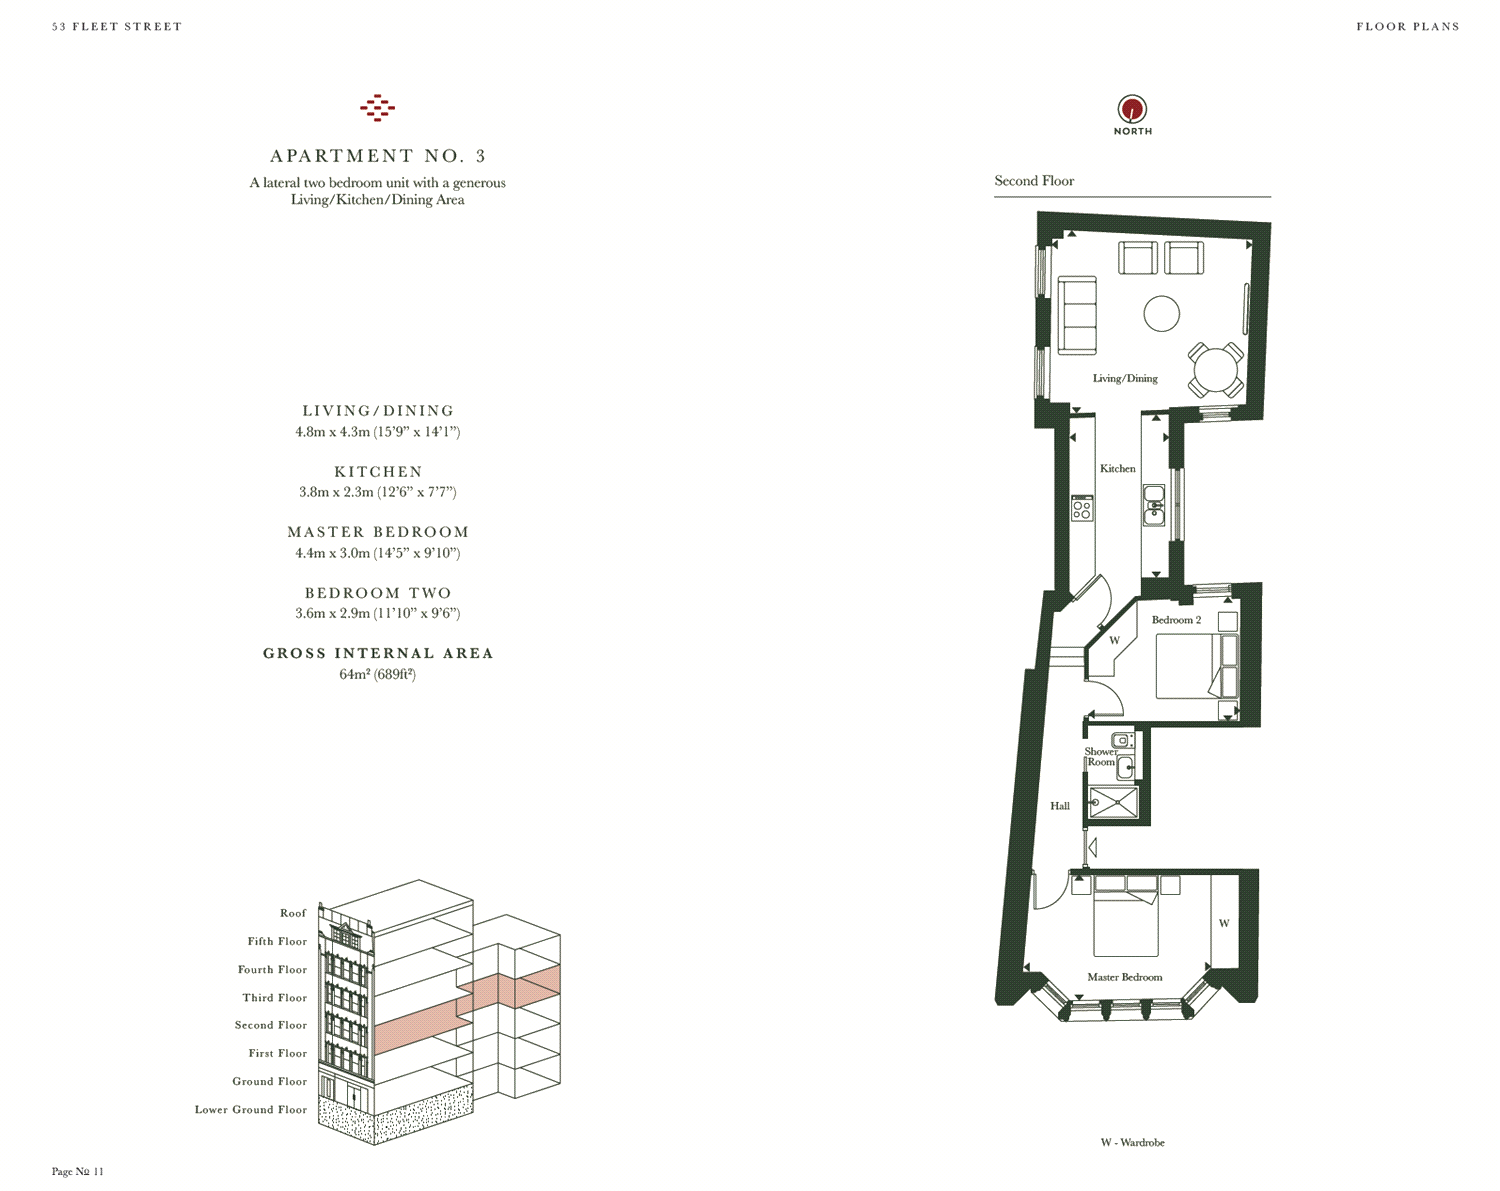 53 FLEET STREET
FLOOR PLANS
APARTMENT NO. 3
A lateral two bedroom unit with a generous
Living/Kitchen/Dining Area
LIVING/DINING
4.8m x 4.3m (15’9” x 14’1”)
KITCHEN
3.8m x 2.3m (12’6” x 7’7”)
MASTER BEDROOM
4.4m x 3.0m (14’5” x 9’10”)
BEDROOM TWO
3.6m x 2.9m (11’10” x 9’6”)
GROSS INTERNAL AREA
64m² (689ft²)
Roof
Fifth Floor
Fourth Floor
Third Floor
Second Floor
First Floor
Ground Floor
Lower Ground Floor
NORTH
Second Floor
Living/Dining
Kitchen
Bedroom 2
W
Shower
Room
Hall
W
Master Bedroom
W - Wardrobe
Page № 11